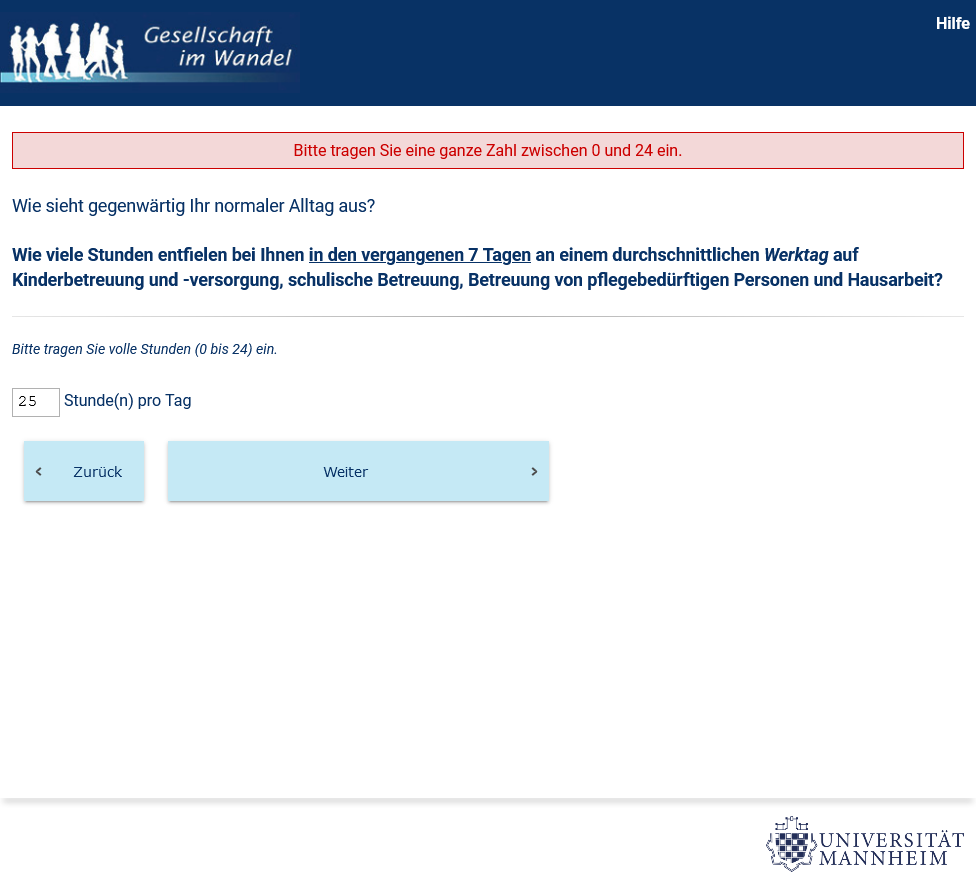 Gesellschaft
im Wandel
Hilfe
Bitte tragen Sie eine ganze Zahl zwischen 0 und 24 ein.
Wie sieht gegenwärtig Ihr normaler Alltag aus?
Wie viele Stunden entfielen bei Ihnen in den vergangenen 7 Tagen an einem durchschnittlichen Werktag auf
Kinderbetreuung und -versorgung, schulische Betreuung, Betreuung von pflegebedürftigen Personen und Hausarbeit?
Bitte tragen Sie volle Stunden (0 bis 24) ein.
25 Stunde(n) pro Tag
Zurück
Weiter
UNIVERSITÄT
MANNHEIM